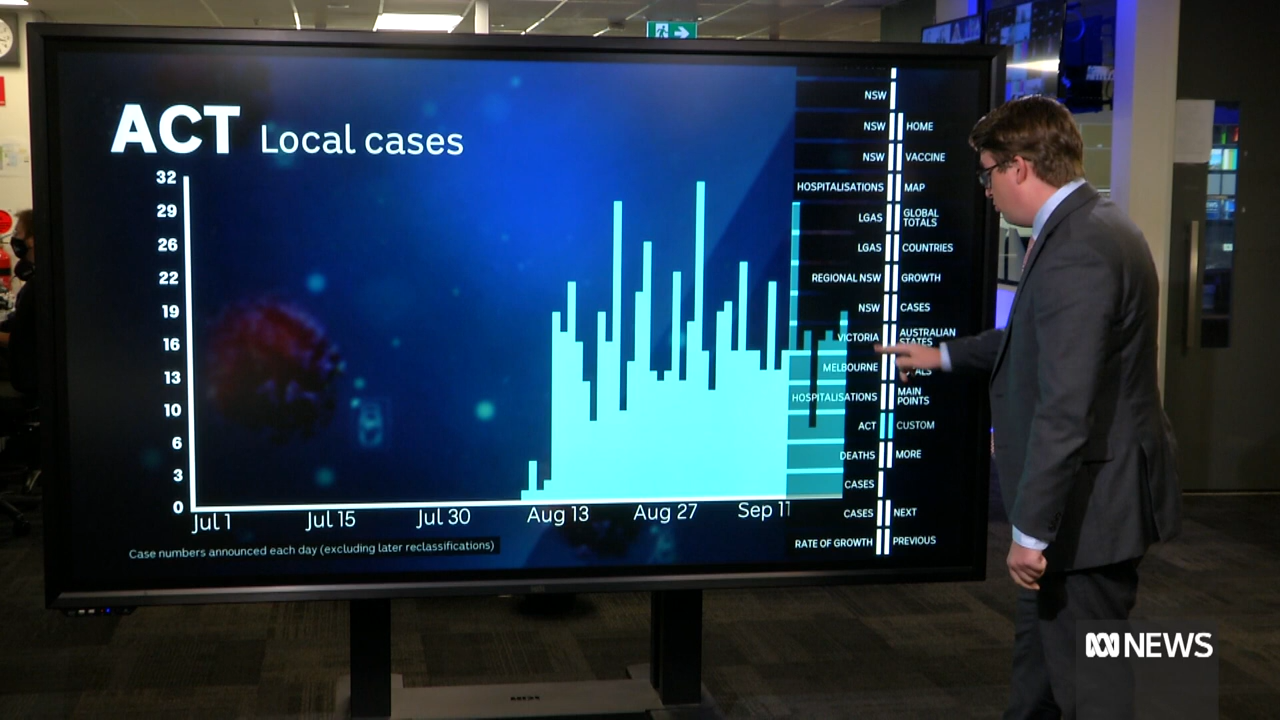 ACT Local cases
32
29
26
22
19
16
13
10
6
3
0
Jul 1
Jul 15
Jul 30
Aug 13
Aug 27
Sep 11
Case numbers announced each day (excluding later reclassifications)
NSW
NSW
HOME
NSW
VACCINE
HOSPITALISATIONS
MAP
LGAS
GLOBAL
TOTALS
LGAS
COUNTRIES
REGIONAL NSW
GROWTH
NSW
CASES
VICTORIA
AUSTRALIAN
STATES
MELBOURNE
HOSPITALISATIONS
MAIN
POINTS
ACT
CUSTOM
DEATHS
MORE
CASES
CASES
NEXT
RATE OF GROWTH
PREVIOUS
NEWS